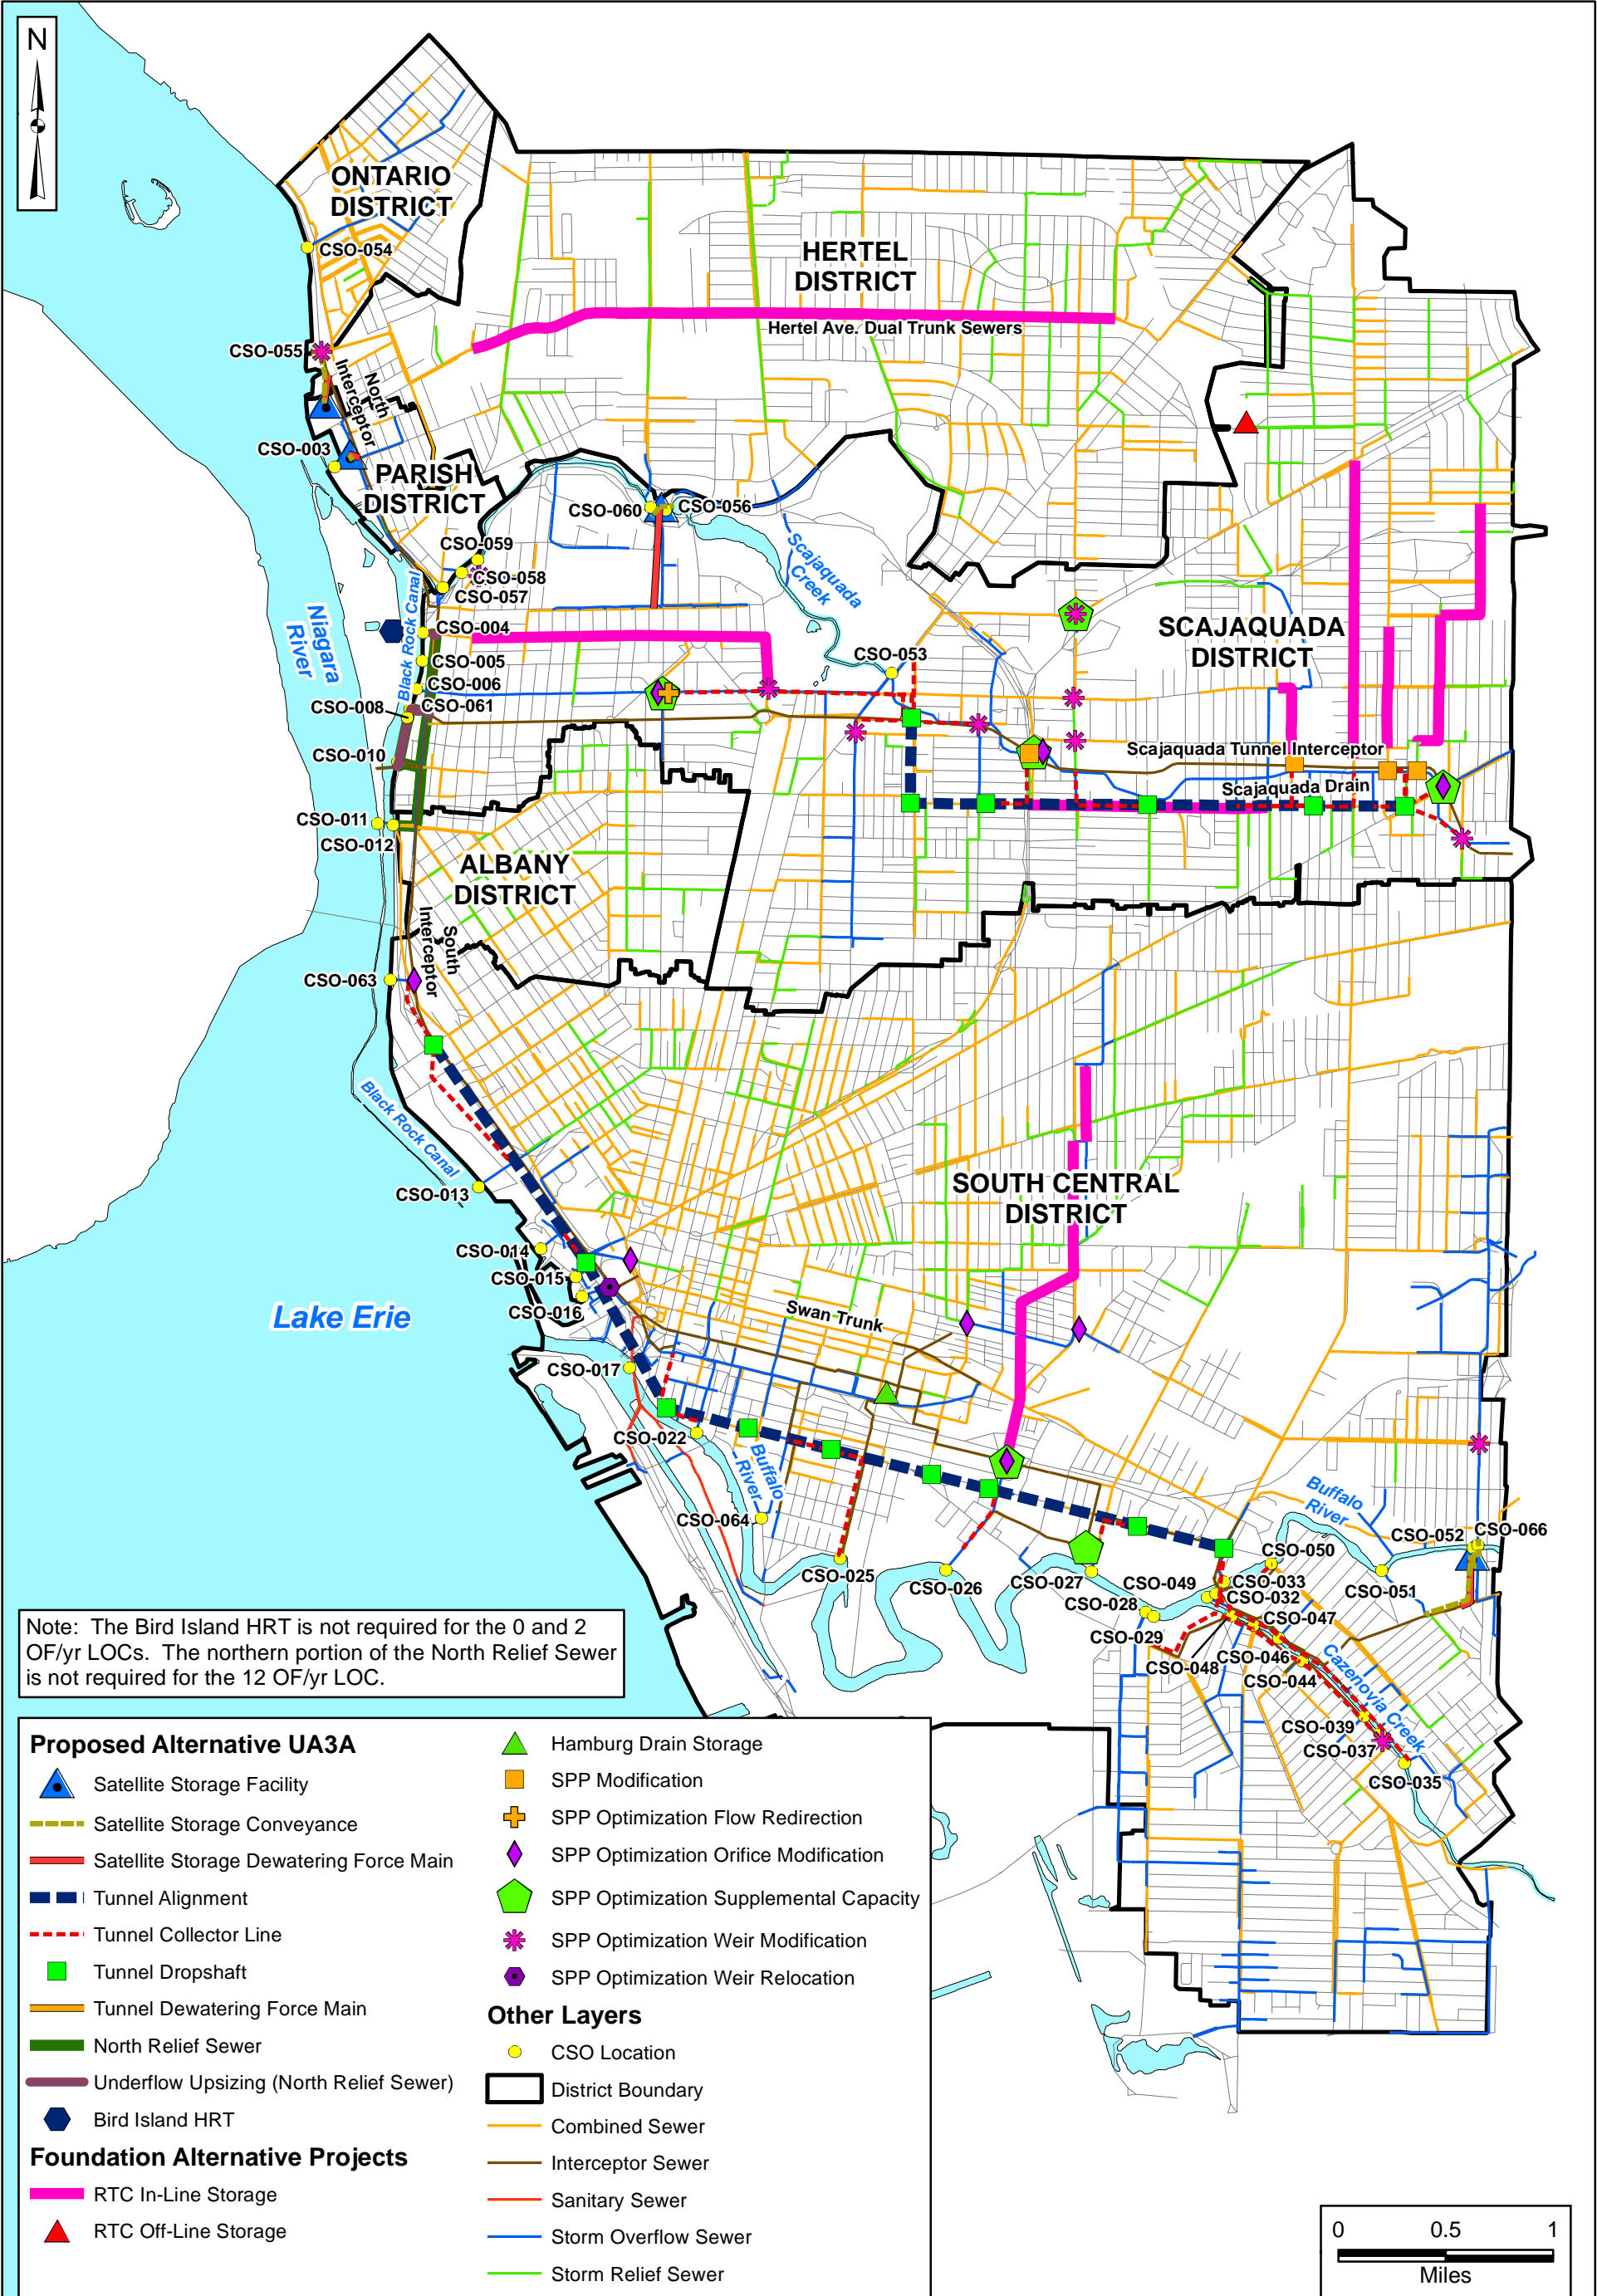 N
ONTARIO
DISTRICT
CSO-054
HERTEL
DISTRICT
Hertel Ave. Dual Trunk Sewers
CSO-055
North
Interceptor
CSO-003
PARISH
DISTRICT
CSO-060
CSO-056
CSO-059
CSO-058
CSO-057
Scajaquada
Creek
Niagara
River
Black Rock Canal
CSO-004
CSO-005
CSO-006
CSO-061
CSO-008
CSO-010
CSO-053
SCAJAQUADA
DISTRICT
Scajaquada Tunnel Interceptor
Scajaquada Drain
CSO-011
CSO-012
ALBANY
DISTRICT
South
Interceptor
CSO-063
Black Rock Canal
CSO-013
SOUTH CENTRAL
DISTRICT
CSO-014
CSO-015
CSO-016
Lake Erie
Swan Trunk
CSO-017
CSO-022
Buffalo
River
CSO-064
CSO-025
CSO-026
CSO-027
CSO-028
CSO-029
CSO-049
CSO-050
CSO-033
CSO-032
CSO-047
CSO-048
CSO-046
CSO-044
Buffalo
River
CSO-052
CSO-066
CSO-051
Cazenovia Creek
CSO-039
CSO-037
CSO-035
Note: The Bird Island HRT is not required for the 0 and 2
OF/yr LOCs. The northern portion of the North Relief Sewer
is not required for the 12 OF/yr LOC.
Proposed Alternative UA3A
Satellite Storage Facility
Satellite Storage Conveyance
Satellite Storage Dewatering Force Main
Tunnel Alignment
Tunnel Collector Line
Tunnel Dropshaft
Tunnel Dewatering Force Main
North Relief Sewer
Underflow Upsizing (North Relief Sewer)
Bird Island HRT
Foundation Alternative Projects
RTC In-Line Storage
RTC Off-Line Storage
Hamburg Drain Storage
SPP Modification
SPP Optimization Flow Redirection
SPP Optimization Orifice Modification
SPP Optimization Supplemental Capacity
SPP Optimization Weir Modification
SPP Optimization Weir Relocation
Other Layers
CSO Location
District Boundary
Combined Sewer
Interceptor Sewer
Sanitary Sewer
Storm Overflow Sewer
Storm Relief Sewer
0 0.5 1
Miles